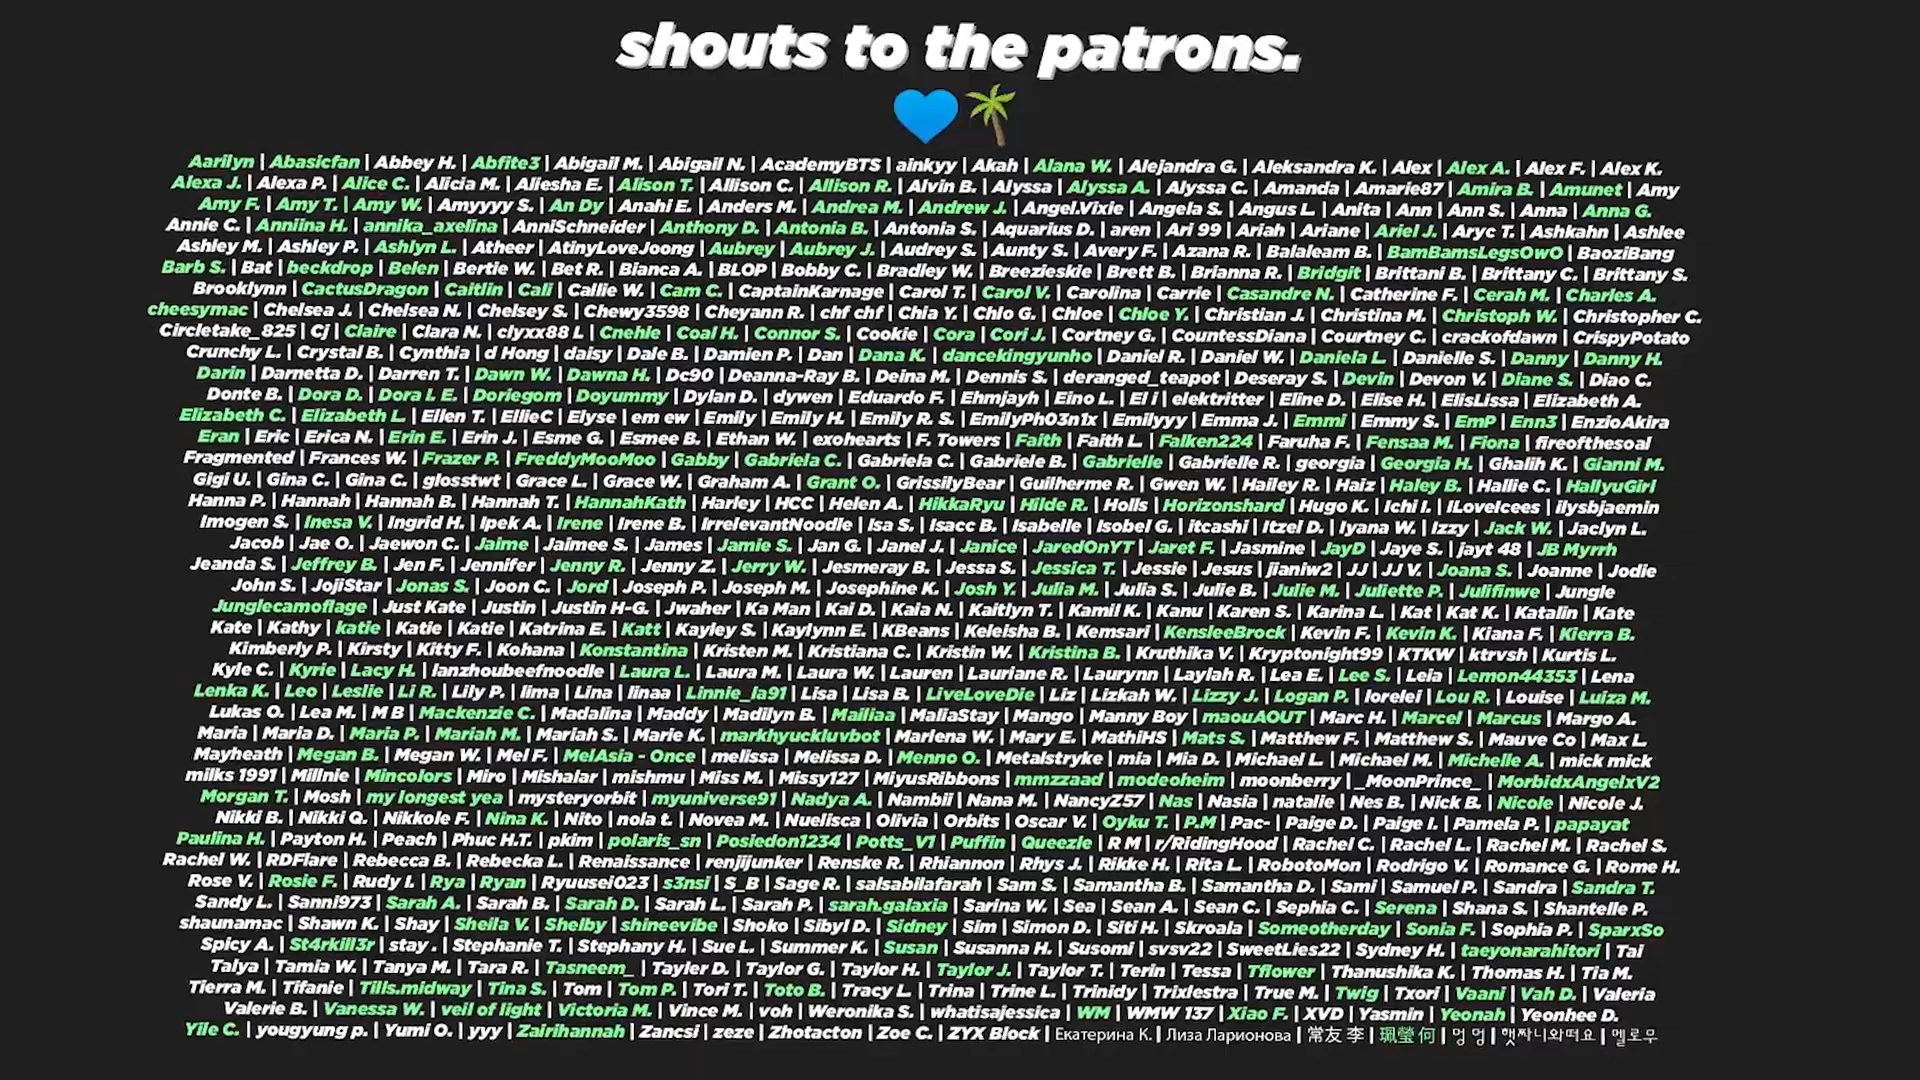 shouts to the patrons.
Aarilyn | Abasicfan | Abbey H. | Abfite3 | Abigail M. | Abigail N. | AcademyBTS | ainkyy | Akah | Alana W. | Alejandra G. | Aleksandra K. | Alex | Alex A. | Alex F. | Alex K.
Alexa J. | Alexa P. | Alice C. | Alicia M. | Aliesha E. | Alison T. | Allison C. | Allison R. | Alvin B. | Alyssa | Alyssa A. | Alyssa C. | Amanda | Amarie87 | Amira B. | Amunet | Amy
Amy F. | Amy T. | Amy W. | Amyyyy S. | An Dy | Anahi E. | Anders M. | Andrea M. | Andrew J. | Angel.Vixie | Angela S. | Angus L. | Anita | Ann | Ann S. | Anna | Anna G.
Annie C. | Anniina H. | annika_axelina | AnniSchneider | Anthony D. | Antonia B. | Antonia S. | Aquarius D. | aren | Ari 99 | Ariah | Ariane | Ariel J. | Aryc T. | Ashkahn | Ashlee
Ashley M. | Ashley P. | Ashlyn L. | Atheer | AtinyLoveJoong | Aubrey | Aubrey J. | Audrey S. | Aunty S. | Avery F. | Azana R. | Balaleam B. | BamBamsLegsOwO | BaoziBang
Barb S. | Bat | beckdrop | Belen | Bertie W. | Bet R. | Bianca A. | BLOP | Bobby C. | Bradley W. | Breezieskie | Brett B. | Brianna R. | Bridgit | Brittani B. | Brittany C. | Brittany S.
Brooklynn | CactusDragon | Caitlin | Cali | Callie W. | Cam C. | CaptainKarnage | Carol T. | Carol V. | Carolina | Carrie | Casandre N. | Catherine F. | Cerah M. | Charles A.
cheesymac | Chelsea J. | Chelsea N. | Chelsey S. | Chewy3598 | Cheyann R. | chf chf | Chia Y. | Chlo G. | Chloe | Chloe Y. | Christian J. | Christina M. | Christoph W. | Christopher C.
Circletake_825 | Cj | Claire | Clara N. | clyxx88 L | Cnehle | Coal H. | Connor S. | Cookie | Cora | Cori J. | Cortney G. | CountessDiana | Courtney C. | crackofdawn | CrispyPotato
Crunchy L. | Crystal B. | Cynthia | d Hong | daisy | Dale B. | Damien P. | Dan | Dana K. | dancekingyunho | Daniel R. | Daniel W. | Daniela L. | Danielle S. | Danny | Danny H.
Darin | Darnetta D. | Darren T. | Dawn W. | Dawna H. | Dc90 | Deanna-Ray B. | Deina M. | Dennis S. | deranged_teapot | Deseray S. | Devin | Devon V. | Diane S. | Diao C.
Donte B. | Dora D. | Dora L E. | Doriegom | Doyummy | Dylan D. | dywen | Eduardo F. | Ehmjayh | Eino L. | El i | elektritter | Eline D. | Elise H. | ElisLissa | Elizabeth A.
Elizabeth C. | Elizabeth L. | Ellen T. | EllieC | Elyse | em ew | Emily | Emily H. | Emily R. S. | EmilyPh03n1x | Emilyyy | Emma J. | Emmi | Emmy S. | EmP | Enn3 | EnzioAkira
Eran | Eric | Erica N. | Erin E. | Erin J. | Esme G. | Esmee B. | Ethan W. | exohearts | F. Towers | Faith | Faith L. | Falken224 | Faruha F. | Fensaa M. | Fiona | fireofthesoal
Fragmented | Frances W. | Frazer P. | FreddyMooMoo | Gabby | Gabriela C. | Gabriela C. | Gabriele B. | Gabrielle | Gabrielle R. | georgia | Georgia H. | Ghalih K. | Gianni M.
Gigi U. | Gina C. | Gina C. | glosstwt | Grace L. | Grace W. | Graham A. | Grant O. | GrissilyBear | Guilherme R. | Gwen W. | Hailey R. | Haiz | Haley B. | Hallie C. | HallyuGirl
Hanna P. | Hannah | Hannah B. | Hannah T. | HannahKath | Harley | HCC | Helen A. | HikkaRyu | Hilde R. | Holls | Horizonshard | Hugo K. | Ichi I. | ILoveIcees | ilysbjaemin
Imogen S. | Inesa V. | Ingrid H. | Ipek A. | Irene | Irene B. | IrrelevantNoodle | Isa S. | Isacc B. | Isabelle | Isobel G. | itcashi | Itzel D. | Iyana W. | Izzy | Jack W. | Jaclyn L.
Jacob | Jae O. | Jaewon C. | Jaime | Jaimee S. | James | Jamie S. | Jan G. | Janel J. | Janice | JaredOnYT | Jaret F. | Jasmine | JayD | Jaye S. | jayt 48 | JB Myrrh
Jeanda S. | Jeffrey B. | Jen F. | Jennifer | Jenny R. | Jenny Z. | Jerry W. | Jesmeray B. | Jessa S. | Jessica T. | Jessie | Jesus | jianiw2 | JJ | JJ V. | Joana S. | Joanne | Jodie
John S. | JojiStar | Jonas S. | Joon C. | Jord | Joseph P. | Joseph M. | Josephine K. | Josh Y. | Julia M. | Julia S. | Julie B. | Julie M. | Juliette P. | Julifinwe | Jungle
Junglecamoflage | Just Kate | Justin | Justin H-G. | Jwaher | Ka Man | Kai D. | Kaia N. | Kaitlyn T. | Kamil K. | Kanu | Karen S. | Karina L. | Kat | Kat K. | Katalin | Kate
Kate | Kathy | katie | Katie | Katie | Katrina E. | Katt | Kayley S. | Kaylynn E. | KBeans | Keleisha B. | Kemsari | KensleeBrock | Kevin F. | Kevin K. | Kiana F. | Kierra B.
Kimberly P. | Kirsty | Kitty F. | Kohana | Konstantina | Kristen M. | Kristiana C. | Kristin W. | Kristina B. | Kruthika V. | Kryptonight99 | KTKW | ktrvsh | Kurtis L.
Kyle C. | Kyrie | Lacy H. | lanzhoubeefnoodle | Laura L. | Laura M. | Laura W. | Lauren | Lauriane R. | Laurynn | Laylah R. | Lea E. | Lee S. | Leia | Lemon44353 | Lena
Lenka K. | Leo | Leslie | Li R. | Lily P. | lima | Lina | linaa | Linnie_la91 | Lisa | Lisa B. | LiveLoveDie | Liz | Lizkah W. | Lizzy J. | Logan P. | lorelei | Lou R. | Louise | Luiza M.
Lukas O. | Lea M. | M B | Mackenzie C. | Madalina | Maddy | Madilyn B. | Mailiaa | MaliaStay | Mango | Manny Boy | maouAOUT | Marc H. | Marcel | Marcus | Margo A.
Maria | Maria D. | Maria P. | Mariah M. | Mariah S. | Marie K. | markhyuckluvbot | Marlena W. | Mary E. | MathiHS | Mats S. | Matthew F. | Matthew S. | Mauve Co | Max L.
Mayheath | Megan B. | Megan W. | Mel F. | MelAsia - Once | melissa | Melissa D. | Menno O. | Metalstryke | mia | Mia D. | Michael L. | Michael M. | Michelle A. | mick mick
milks 1991 | Millnie | Mincolors | Miro | Mishalar | mishmu | Miss M. | Missy127 | MiyusRibbons | mmzzaad | modeoheim | moonberry | _MoonPrince_ | MorbidxAngelxV2
Morgan T. | Mosh | my longest yea | mysteryorbit | myuniverse91 | Nadya A. | Nambii | Nana M. | NancyZ57 | Nas | Nasia | natalie | Nes B. | Nick B. | Nicole | Nicole J.
Nikki B. | Nikki Q. | Nikkole F. | Nina K. | Nito | nola t. | Novea M. | Nuelisca | Olivia | Orbits | Oscar V. | Oyku T. | P.M | Pac- | Paige D. | Paige I. | Pamela P. | papayat
Paulina H. | Payton H. | Peach | Phuc H.T. | pkim | polaris_sn | Posiedon1234 | Potts_V1 | Puffin | Queezle | R M | r/RidingHood | Rachel C. | Rachel L. | Rachel M. | Rachel S.
Rachel W. | RDFlare | Rebecca B. | Rebecka L. | Renaissance | renjijunker | Renske R. | Rhiannon | Rhys J. | Rikke H. | Rita L. | RobotoMon | Rodrigo V. | Romance G. | Rome H.
Rose V. | Rosie F. | Rudy I. | Rya | Ryan | Ryuusei023 | s3nsi | S_B | Sage R. | salsabilafarah | Sam S. | Samantha B. | Samantha D. | Sami | Samuel P. | Sandra | Sandra T.
Sandy L. | Sanni973 | Sarah A. | Sarah B. | Sarah D. | Sarah L. | Sarah P. | sarah.galaxia | Sarina W. | Sea | Sean A. | Sean C. | Sephia C. | Serena | Shana S. | Shantelle P.
shaunamac | Shawn K. | Shay | Sheila V. | Shelby | shineevibe | Shoko | Sibyl D. | Sidney | Sim | Simon D. | Siti H. | Skroala | Someotherday | Sonia F. | Sophia P. | SparxSo
Spicy A. | St4rkill3r | stay . | Stephanie T. | Stephany H. | Sue L. | Summer K. | Susan | Susanna H. | Susomi | svsv22 | SweetLies22 | Sydney H. | taeyonarahitori | Tai
Talya | Tamia W. | Tanya M. | Tara R. | Tasneem_ | Tayler D. | Taylor G. | Taylor H. | Taylor J. | Taylor T. | Terin | Tessa | Tflower | Thanushika K. | Thomas H. | Tia M.
Tierra M. | Tifanie | Tills.midway | Tina S. | Tom | Tom P. | Tori T. | Toto B. | Tracy L. | Trina | Trine L. | Trinidy | Trixlestra | True M. | Twig | Txori | Vaani | Vah D. | Valeria
Valerie B. | Vanessa W. | veil of light | Victoria M. | Vince M. | voh | Weronika S. | whatisajessica | WM | WMW 137 | Xiao F. | XVD | Yasmin | Yeonah | Yeonhee D.
Yile C. | yougyung p. | Yumi O. | yyy | Zairihannah | Zancsi | zeze | Zhotacton | Zoe C. | ZYX Block | Екатерина К. | Лиза Ларионова | 常友 李 | 珮瑩 何 | 멍 멍 | 햇짜니와떠요 | 멜로우